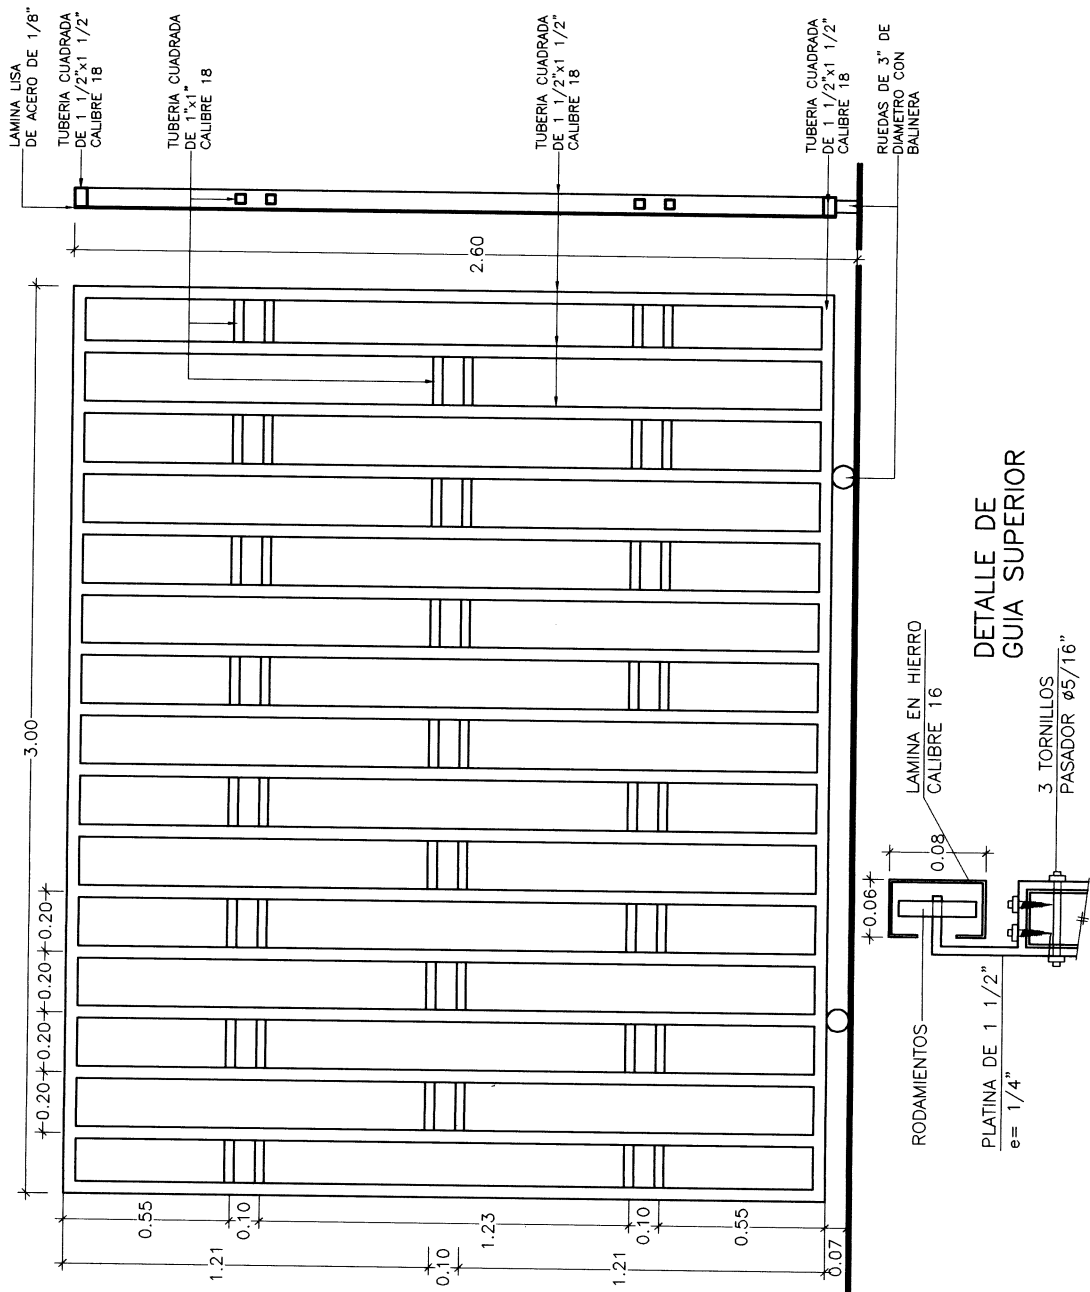 LAMINA LISA
DE ACERO DE 1/8"
TUBERIA CUADRADA
DE 1 1/2"x1 1/2"
CALIBRE 18
TUBERIA CUADRADA
DE 1"x1"
CALIBRE 18
TUBERIA CUADRADA
DE 1 1/2"x1 1/2"
CALIBRE 18
TUBERIA CUADRADA
DE 1 1/2"x1 1/2"
CALIBRE 18
RUEDAS DE 3" DE
DIAMETRO CON
BALINERA
2.60
3.00
0.20
0.20
0.20
0.20
0.55
0.10
1.23
0.10
0.55
1.21
0.10
1.21
0.07
DETALLE DE
GUIA SUPERIOR
LAMINA EN HIERRO
CALIBRE 16
3 TORNILLOS
PASADOR ø5/16"
0.08
0.06
RODAMIENTOS
PLATINA DE 1 1/2"
e= 1/4"